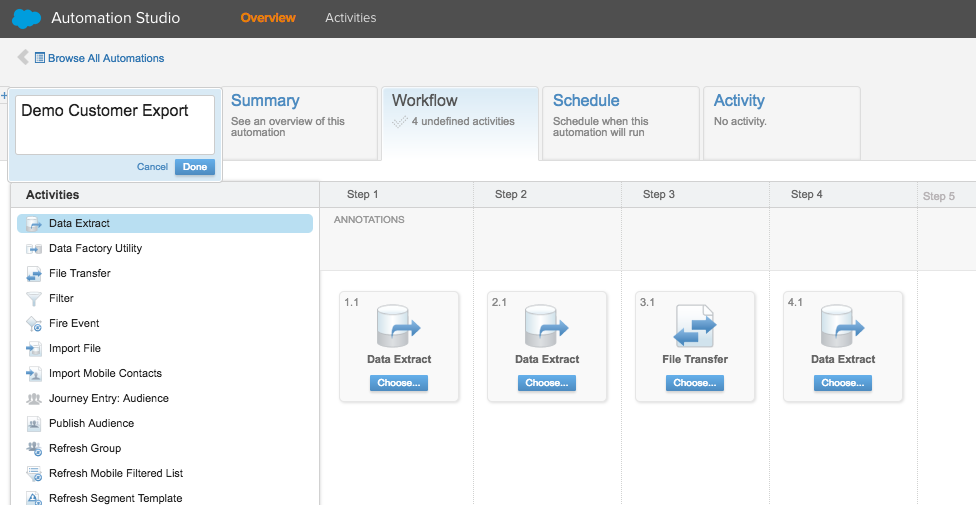 Automation Studio
Overview
Activities
Browse All Automations
+
Demo Customer Export
Cancel
Done
Summary
See an overview of this
automation
Workflow
4 undefined activities
Schedule
Schedule when this
automation will run
Activity
No activity.
Activities
Data Extract
Data Factory Utility
File Transfer
Filter
Fire Event
Import File
Import Mobile Contacts
Journey Entry: Audience
Publish Audience
Refresh Group
Refresh Mobile Filtered List
Refresh Segment Template
Step 1
Step 2
Step 3
Step 4
Step 5
ANNOTATIONS
1.1
Data Extract
Choose...
2.1
Data Extract
Choose...
3.1
File Transfer
Choose...
4.1
Data Extract
Choose...